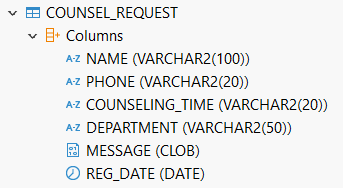 COUNSEL_REQUEST
Columns
A-Z NAME (VARCHAR2(100))
A-Z PHONE (VARCHAR2(20))
A-Z COUNSELING_TIME (VARCHAR2(20))
A-Z DEPARTMENT (VARCHAR2(50))
MESSAGE (CLOB)
REG_DATE (DATE)